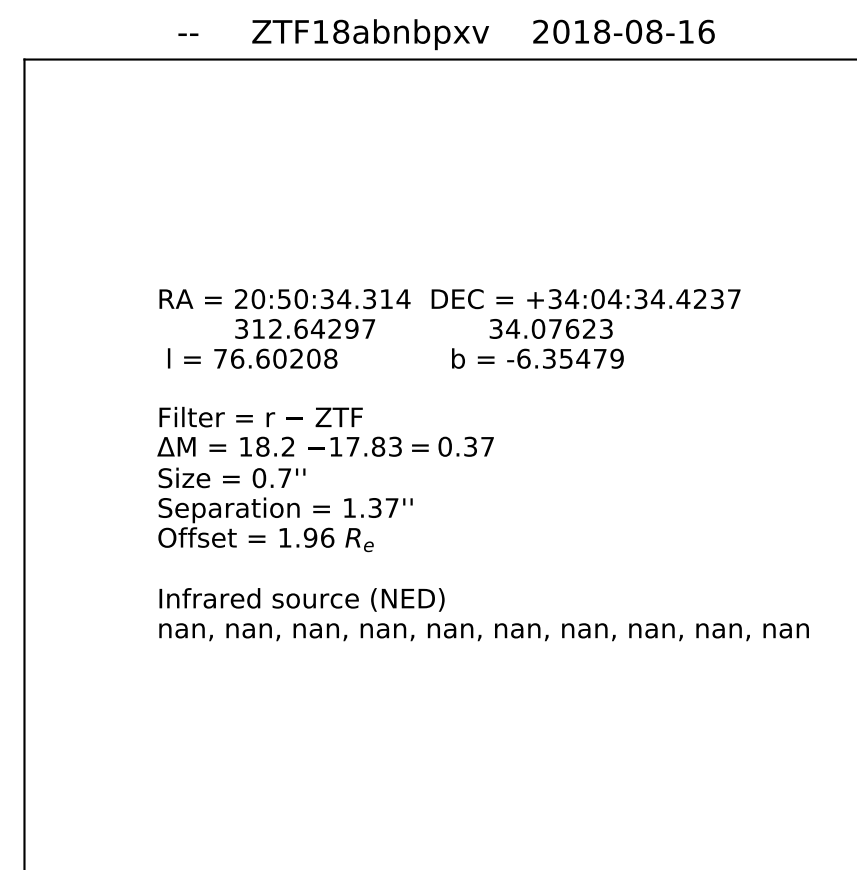 -- ZTF18abnbpxv 2018-08-16
RA = 20:50:34.314 DEC = +34:04:34.4237
312.64297 34.07623
l = 76.60208 b = -6.35479
Filter = r − ZTF
ΔM = 18.2 −17.83 = 0.37
Size = 0.7''
Separation = 1.37''
Offset = 1.96 Rₑ
Infrared source (NED)
nan, nan, nan, nan, nan, nan, nan, nan, nan, nan